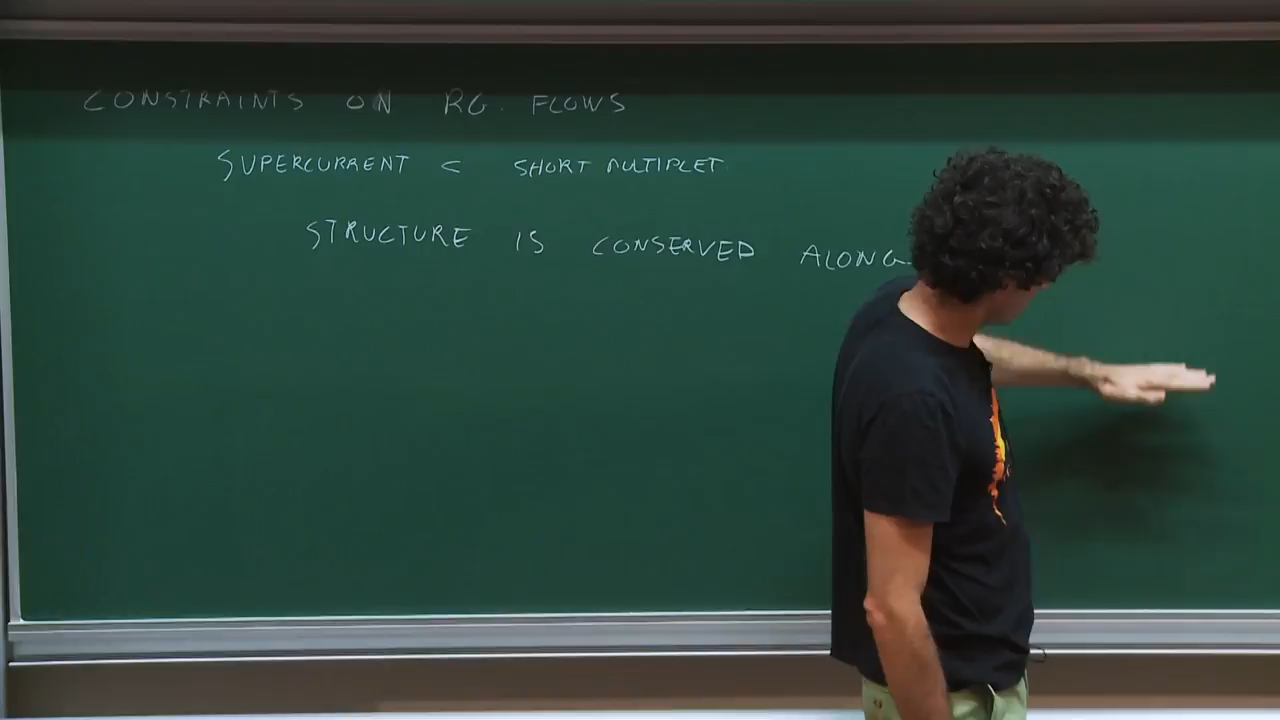 CONSTRAINTS ON RG. FLOWS
SUPERCURRENT ⊂ SHORT MULTIPLET.
STRUCTURE IS CONSERVED ALONG